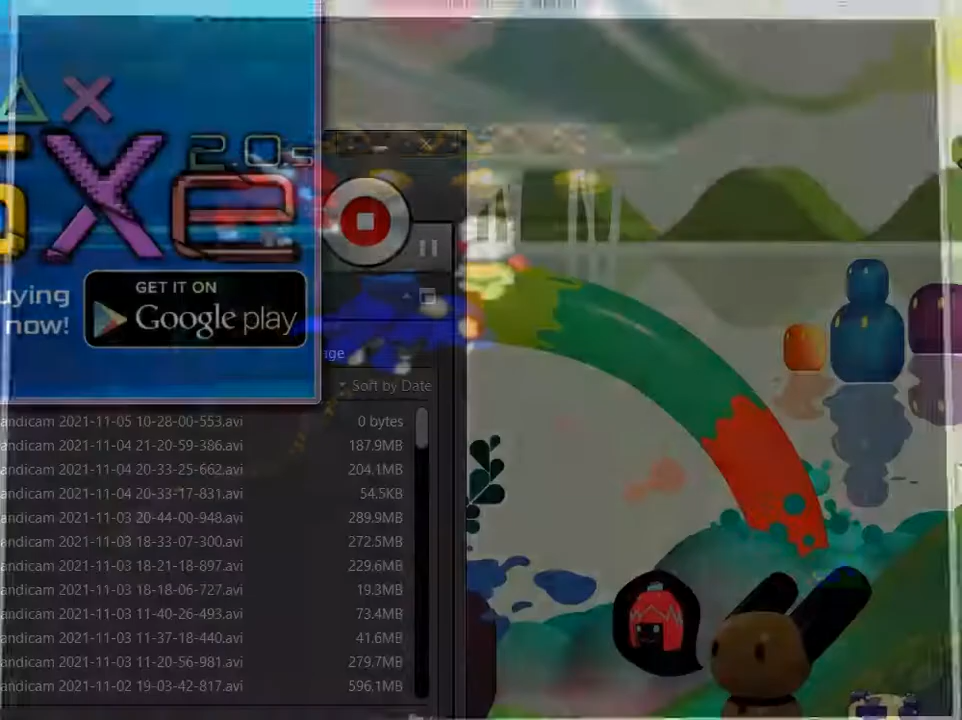 Xe 2.0s
uying
now!
GET IT ON
Google play
age
Sort by Date
andicam 2021-11-05 10-28-00-553.avi 0 bytes
andicam 2021-11-04 21-20-59-386.avi 187.9MB
andicam 2021-11-04 20-33-25-662.avi 204.1MB
andicam 2021-11-04 20-33-17-831.avi 54.5KB
andicam 2021-11-03 20-44-00-948.avi 289.9MB
andicam 2021-11-03 18-33-07-300.avi 272.5MB
andicam 2021-11-03 18-21-18-897.avi 229.6MB
andicam 2021-11-03 18-18-06-727.avi 19.3MB
andicam 2021-11-03 11-40-26-493.avi 73.4MB
andicam 2021-11-03 11-37-18-440.avi 41.6MB
andicam 2021-11-03 11-20-56-981.avi 279.7MB
andicam 2021-11-02 19-03-42-817.avi 596.1MB